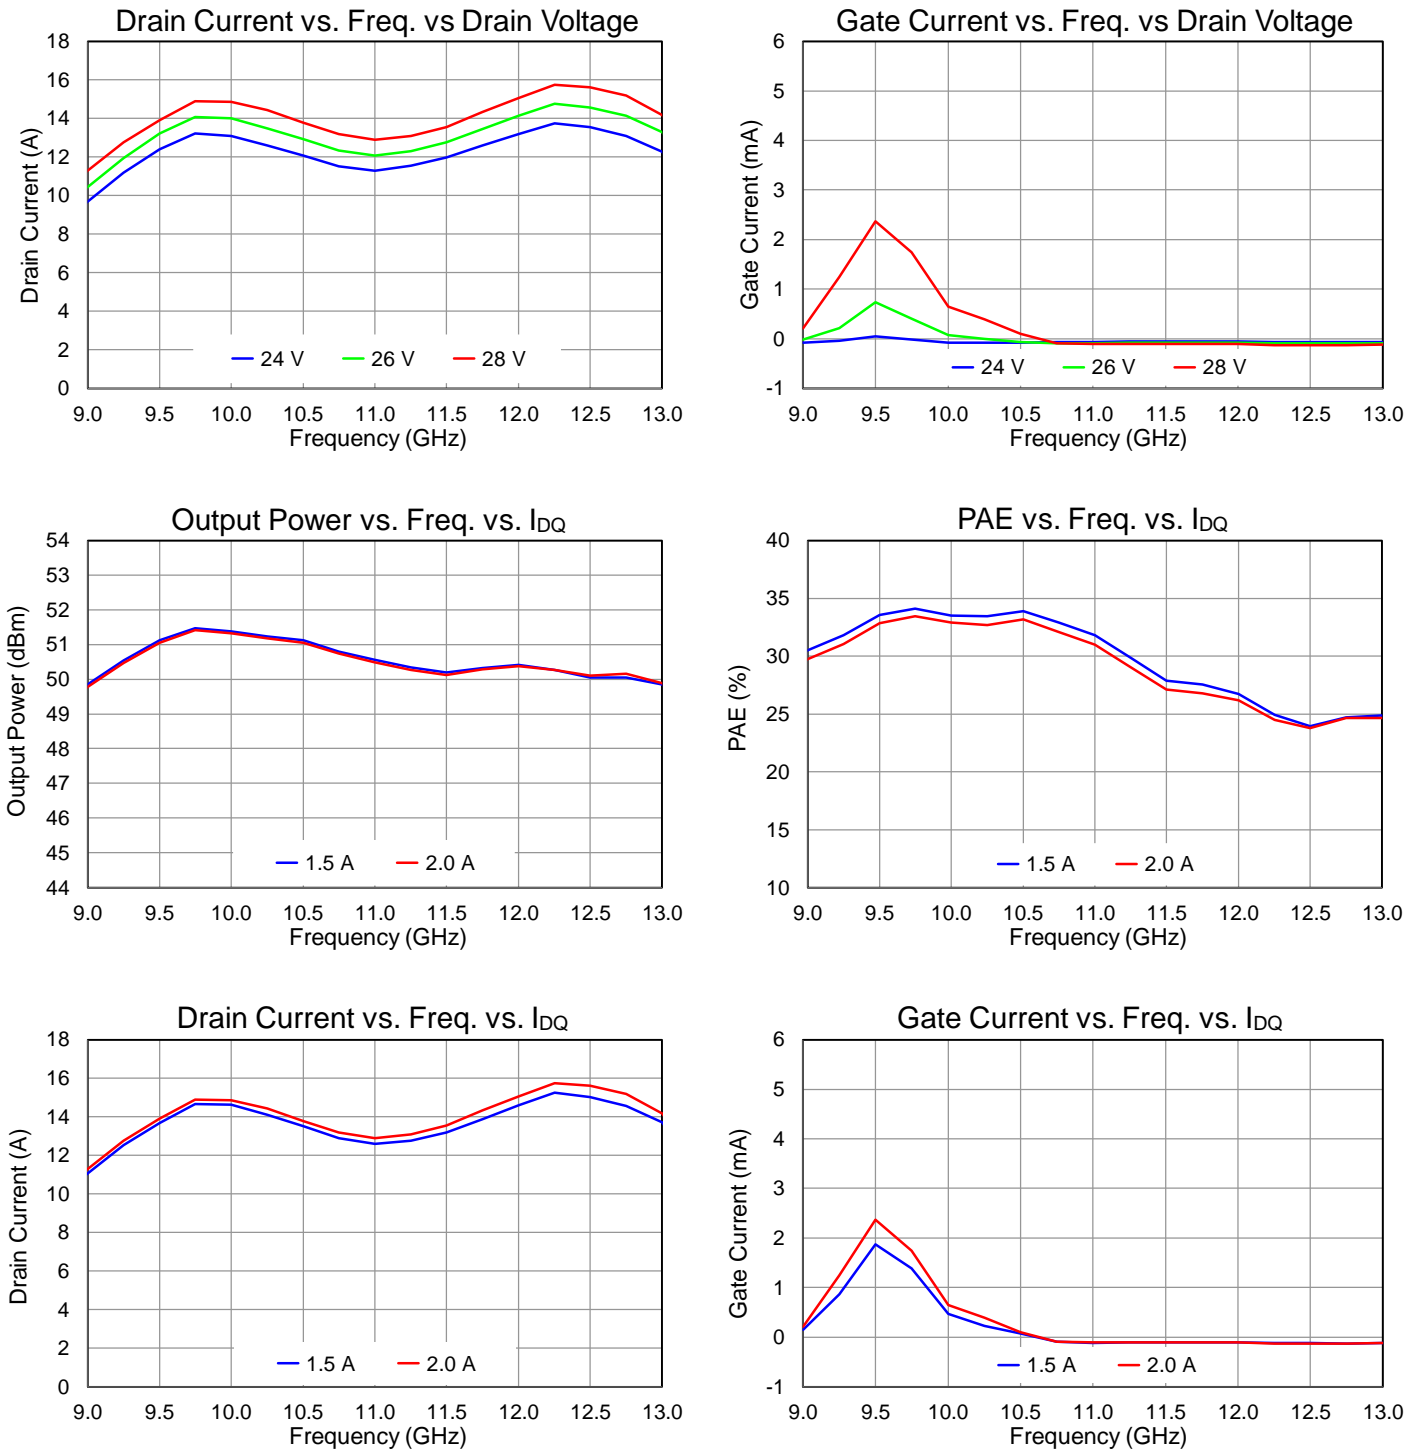 Drain Current vs. Freq. vs Drain Voltage
18
16
14
12
10
8
6
4
2
0
Drain Current (A)
24 V 26 V 28 V
9.0 9.5 10.0 10.5 11.0 11.5 12.0 12.5 13.0
Frequency (GHz)
Gate Current vs. Freq. vs Drain Voltage
6
5
4
3
2
1
0
-1
Gate Current (mA)
24 V 26 V 28 V
9.0 9.5 10.0 10.5 11.0 11.5 12.0 12.5 13.0
Frequency (GHz)
Output Power vs. Freq. vs. IDQ
54
53
52
51
50
49
48
47
46
45
44
Output Power (dBm)
1.5 A 2.0 A
9.0 9.5 10.0 10.5 11.0 11.5 12.0 12.5 13.0
Frequency (GHz)
PAE vs. Freq. vs. IDQ
40
35
30
25
20
15
10
PAE (%)
1.5 A 2.0 A
9.0 9.5 10.0 10.5 11.0 11.5 12.0 12.5 13.0
Frequency (GHz)
Drain Current vs. Freq. vs. IDQ
18
16
14
12
10
8
6
4
2
0
Drain Current (A)
1.5 A 2.0 A
9.0 9.5 10.0 10.5 11.0 11.5 12.0 12.5 13.0
Frequency (GHz)
Gate Current vs. Freq. vs. IDQ
6
5
4
3
2
1
0
-1
Gate Current (mA)
1.5 A 2.0 A
9.0 9.5 10.0 10.5 11.0 11.5 12.0 12.5 13.0
Frequency (GHz)